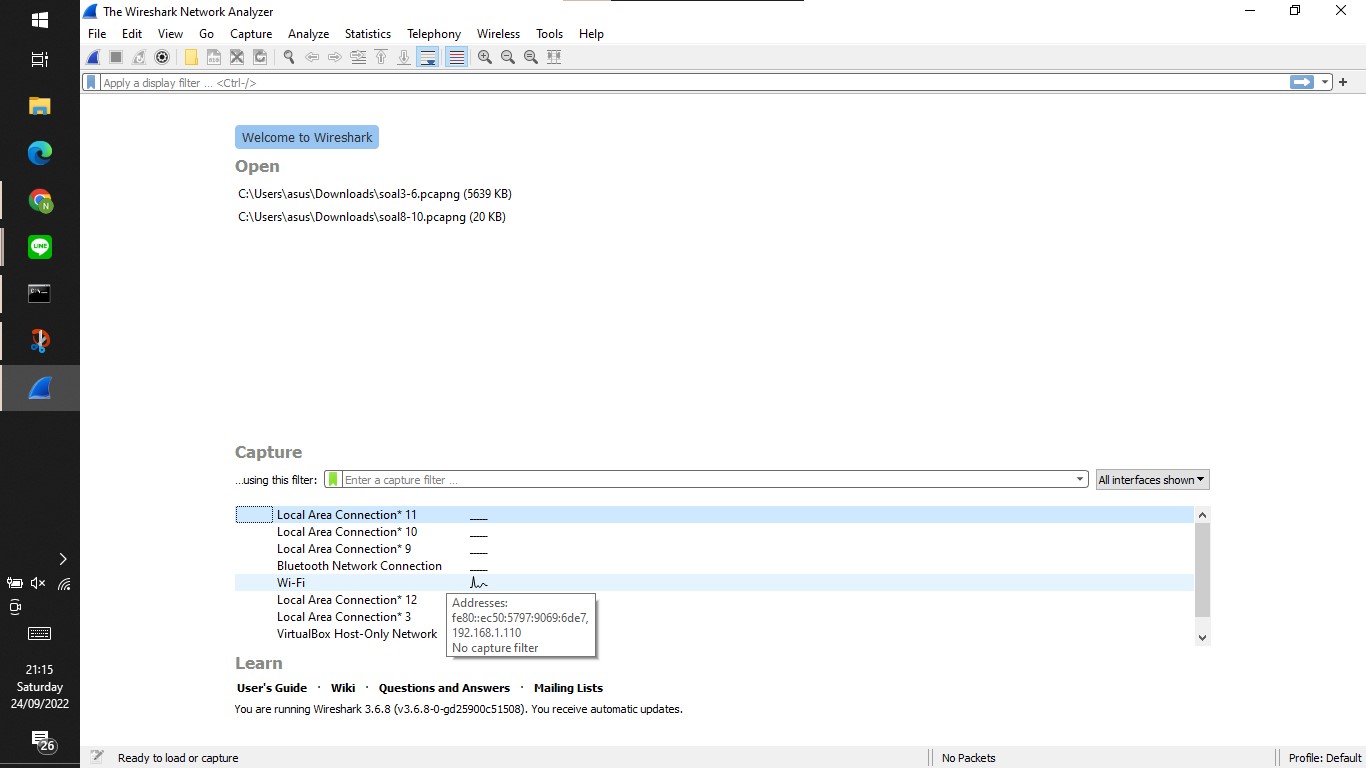 The Wireshark Network Analyzer
File Edit View Go Capture Analyze Statistics Telephony Wireless Tools Help
Apply a display filter ... <Ctrl-/>
Welcome to Wireshark
Open
C:\Users\asus\Downloads\soal3-6.pcapng (5639 KB)
C:\Users\asus\Downloads\soal8-10.pcapng (20 KB)
Capture
...using this filter: Enter a capture filter ... All interfaces shown
Local Area Connection* 11
Local Area Connection* 10
Local Area Connection* 9
Bluetooth Network Connection
Wi-Fi
Local Area Connection* 12
Local Area Connection* 3
VirtualBox Host-Only Network
Addresses:
fe80::ec50:5797:9069:6de7,
192.168.1.110
No capture filter
Learn
User's Guide · Wiki · Questions and Answers · Mailing Lists
You are running Wireshark 3.6.8 (v3.6.8-0-gd25900c51508). You receive automatic updates.
Ready to load or capture
No Packets
Profile: Default
LINE
N
21:15
Saturday
24/09/2022
26